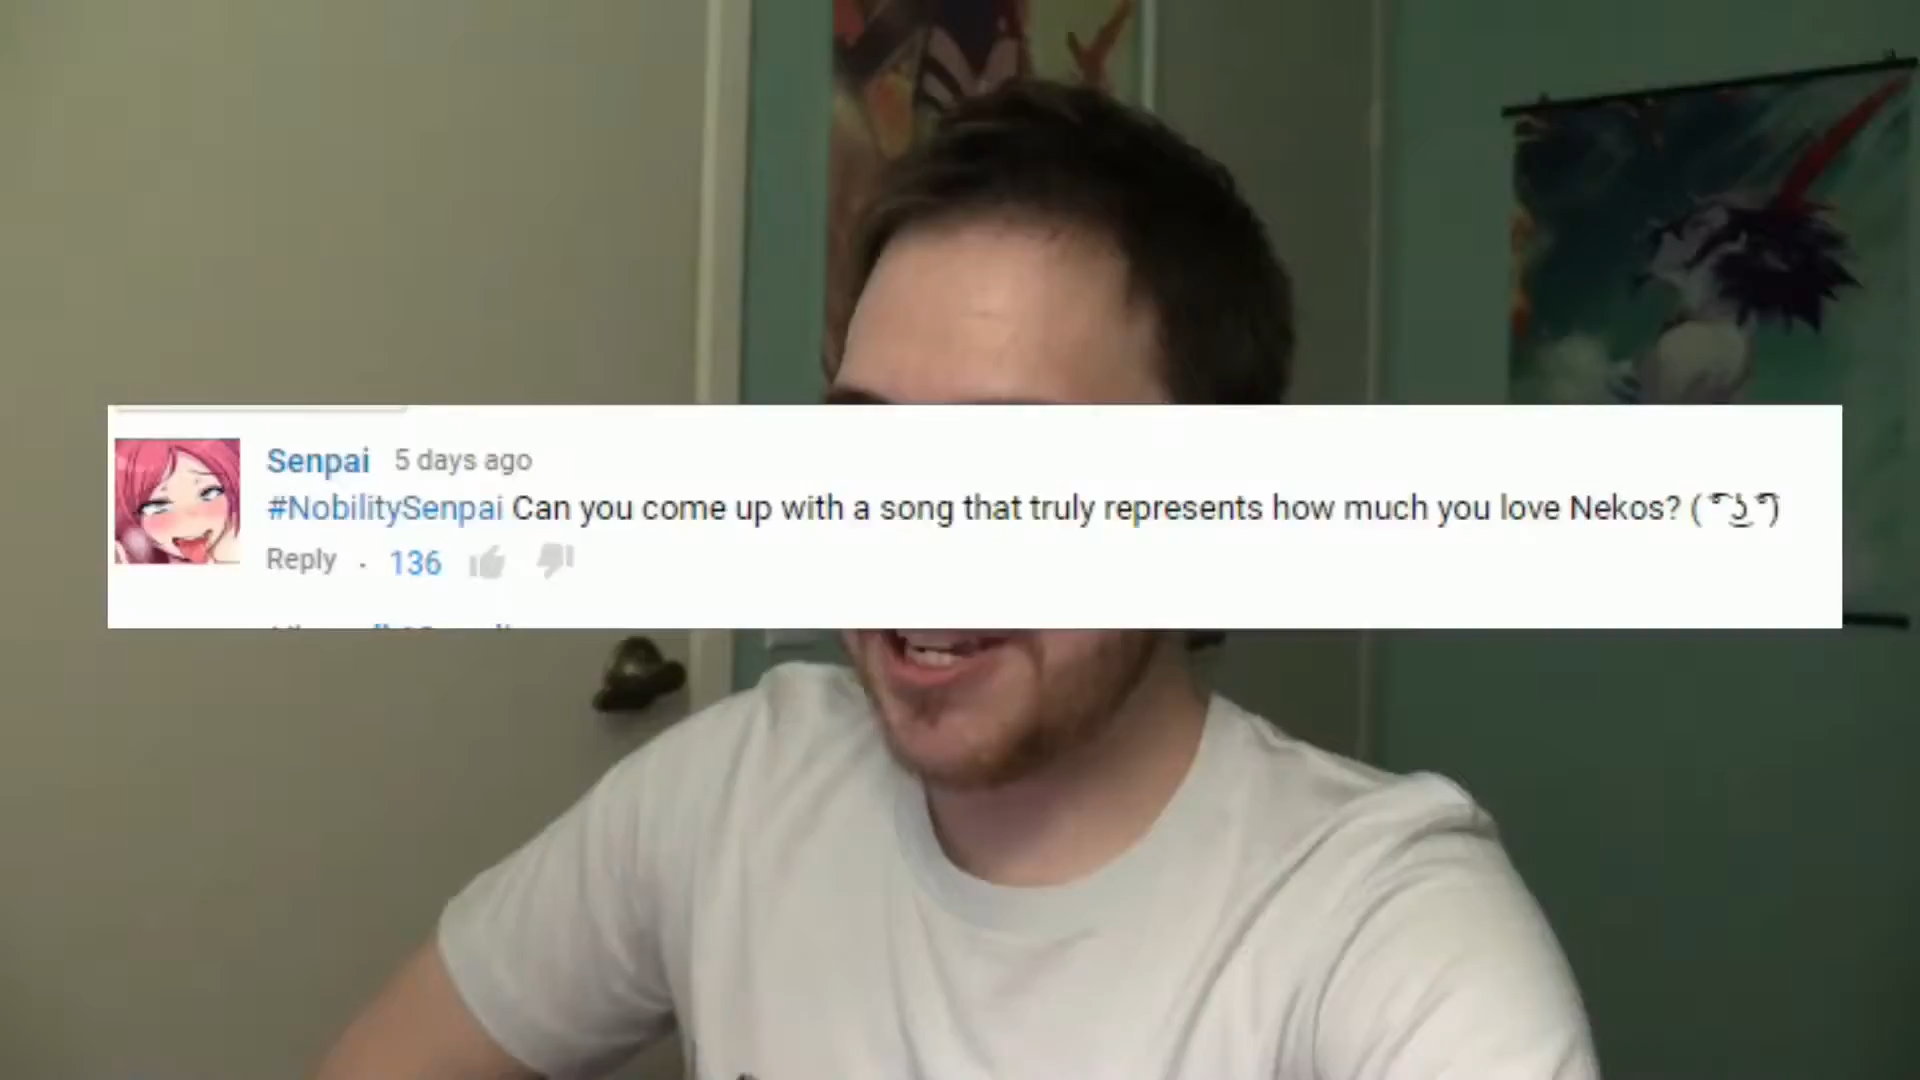 Senpai 5 days ago
#NobilitySenpai Can you come up with a song that truly represents how much you love Nekos? ( ͡° ͜ʖ ͡°)
Reply · 136